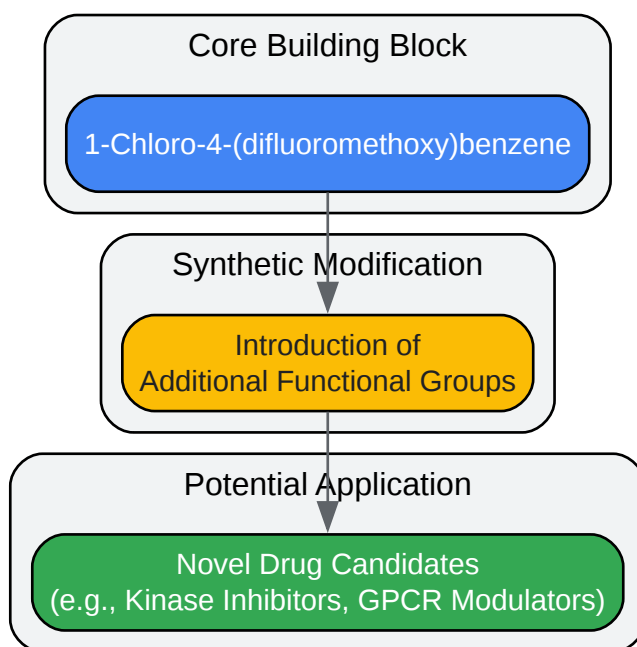 Core Building Block
1-Chloro-4-(difluoromethoxy)benzene
Synthetic Modification
Introduction of
Additional Functional Groups
Potential Application
Novel Drug Candidates
(e.g., Kinase Inhibitors, GPCR Modulators)